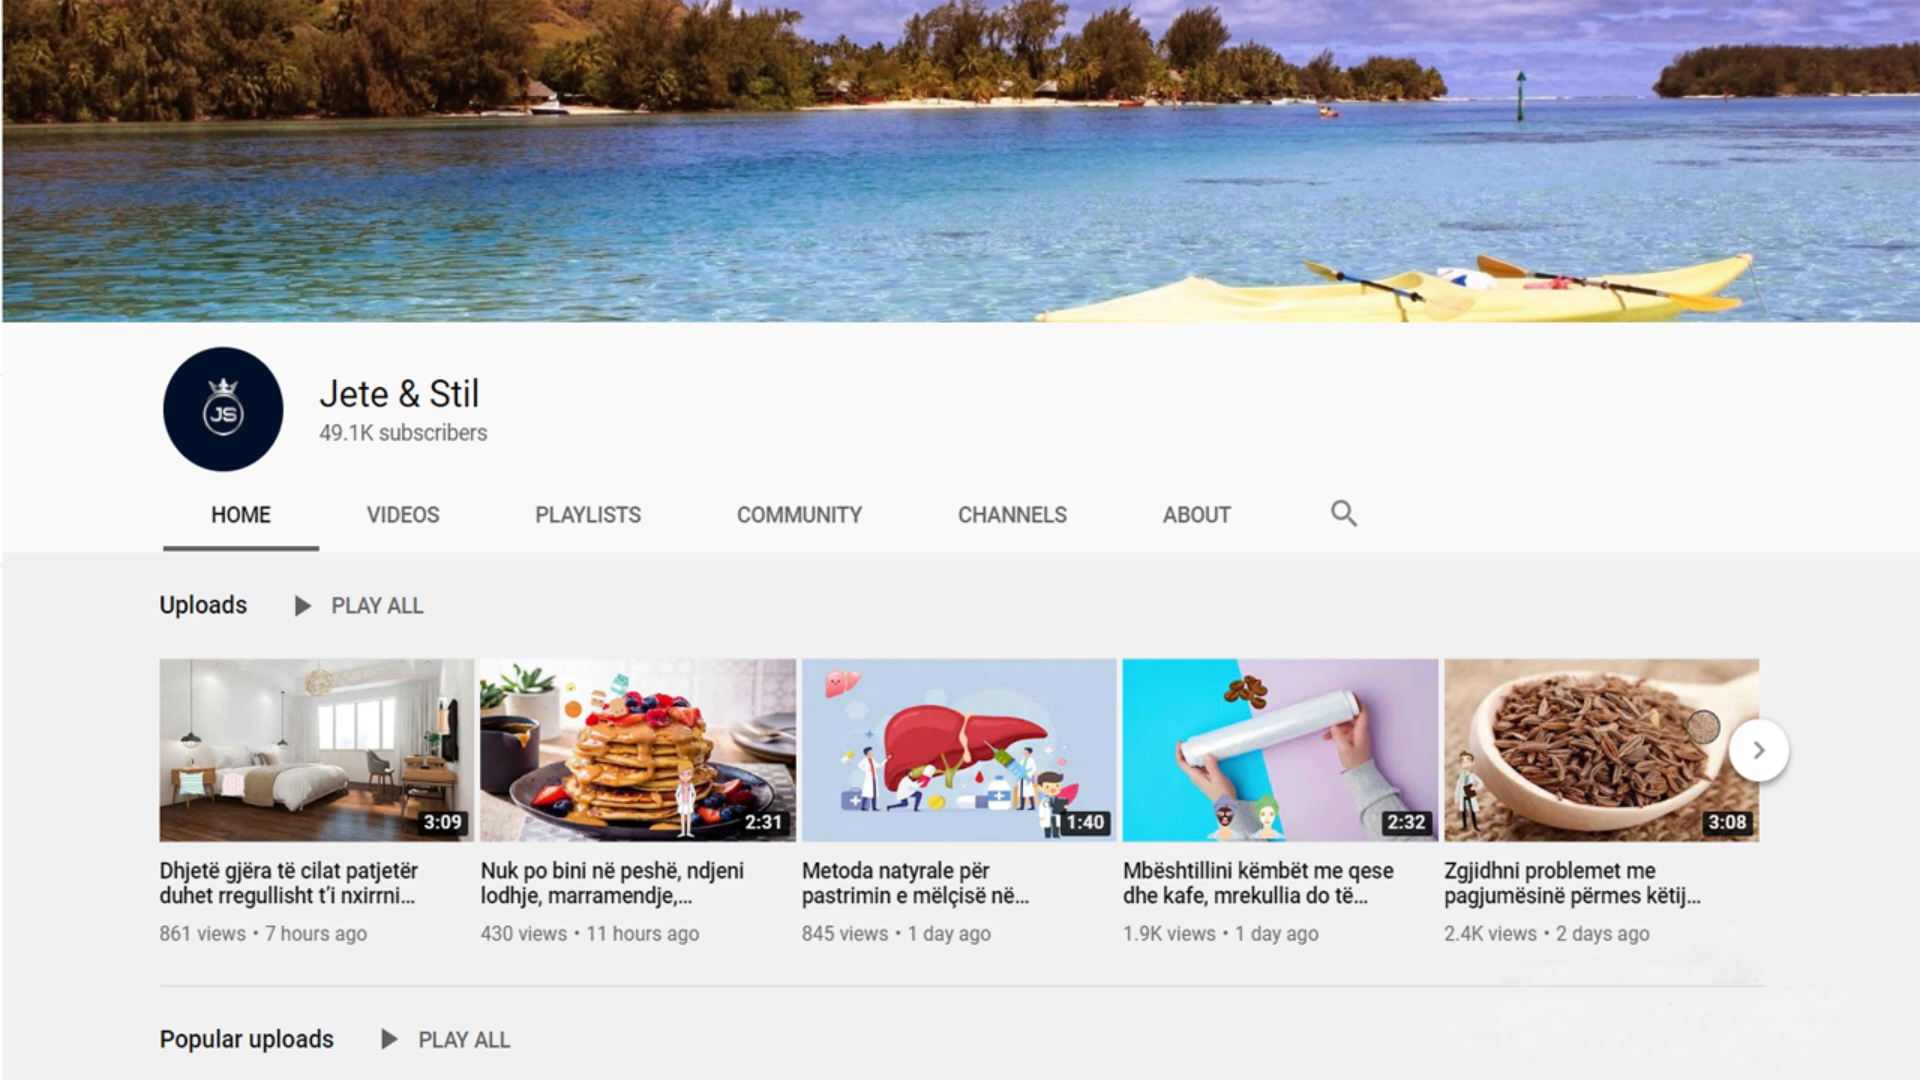 JS
Jete & Stil
49.1K subscribers
HOME VIDEOS PLAYLISTS COMMUNITY CHANNELS ABOUT
Uploads PLAY ALL
3:09 2:31 1:40 2:32 3:08
Dhjetë gjëra të cilat patjetër
duhet rregullisht t'i nxirrni...
861 views • 7 hours ago
Nuk po bini në peshë, ndjeni
lodhje, marramendje,...
430 views • 11 hours ago
Metoda natyrale për
pastrimin e mëlçisë në...
845 views • 1 day ago
Mbështillini këmbët me qese
dhe kafe, mrekullia do të...
1.9K views • 1 day ago
Zgjidhni problemet me
pagjumësinë përmes këtij...
2.4K views • 2 days ago
Popular uploads PLAY ALL